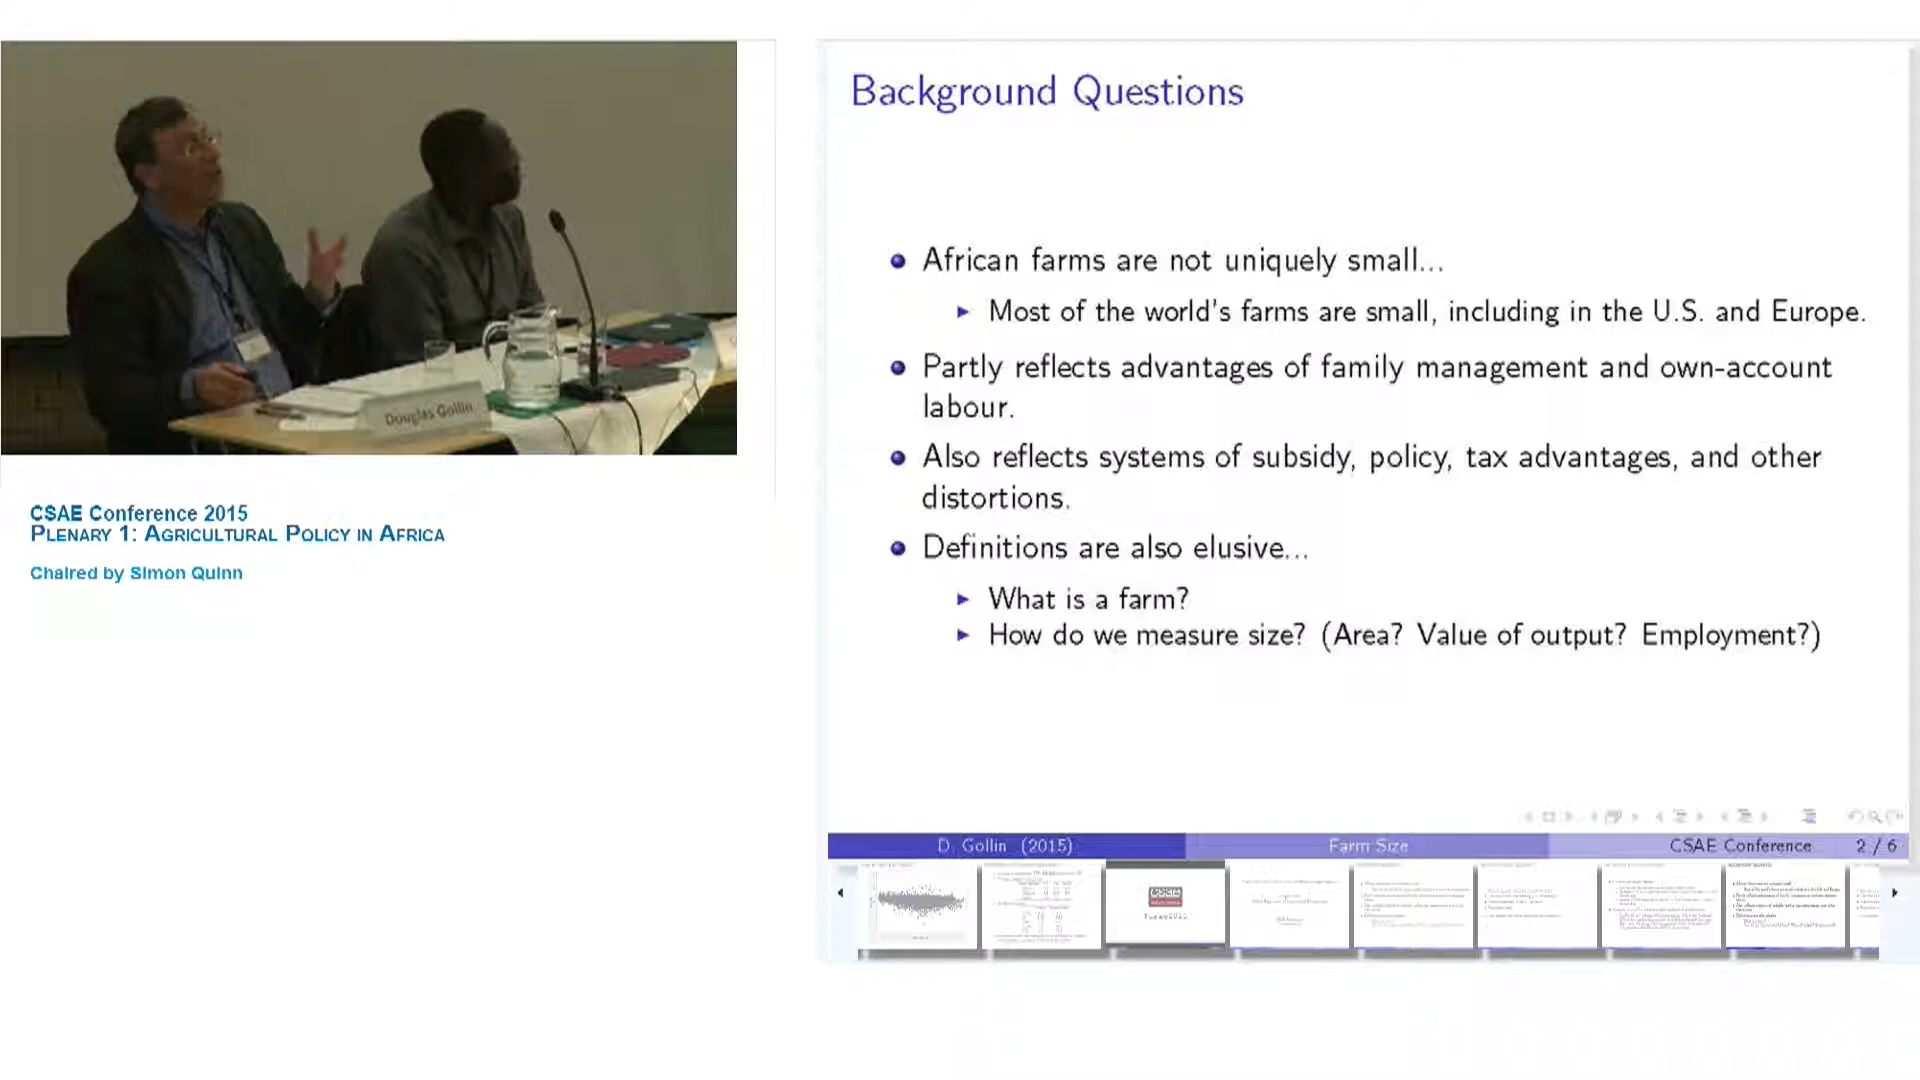 Douglas Gollin
CSAE Conference 2015
PLENARY 1: AGRICULTURAL POLICY IN AFRICA
Chaired by Simon Quinn
Background Questions
African farms are not uniquely small...
Most of the world's farms are small, including in the U.S. and Europe.
Partly reflects advantages of family management and own-account
labour.
Also reflects systems of subsidy, policy, tax advantages, and other
distortions.
Definitions are also elusive...
What is a farm?
How do we measure size? (Area? Value of output? Employment?)
D. Gollin (2015)
Farm Size
CSAE Conference
2 / 6